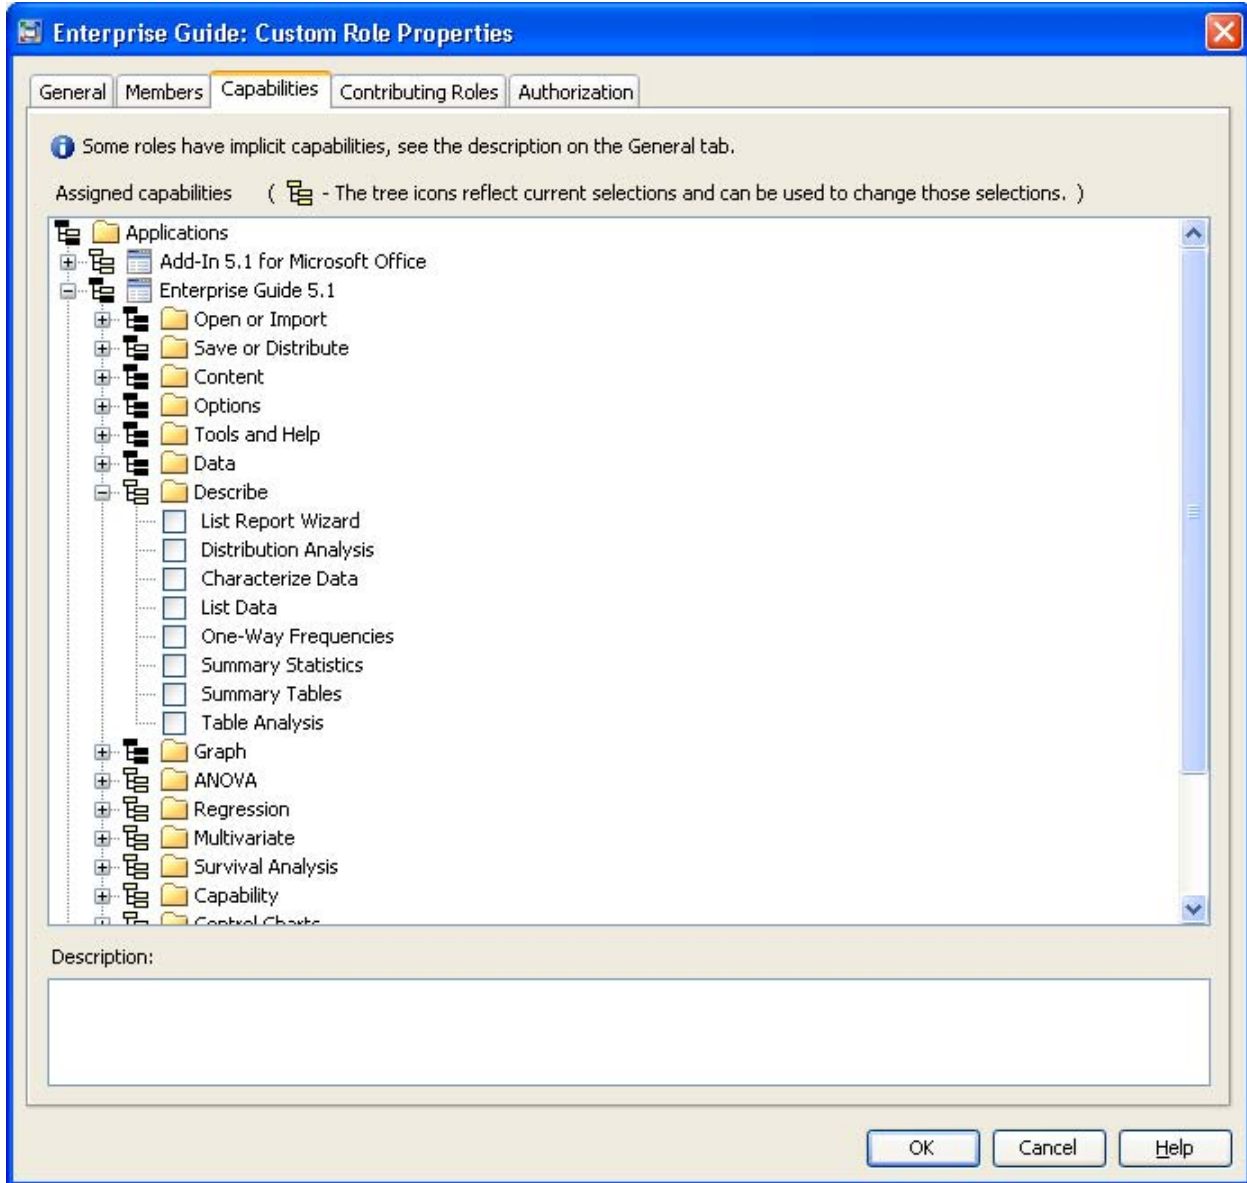 Enterprise Guide: Custom Role Properties
General Members Capabilities Contributing Roles Authorization
Some roles have implicit capabilities, see the description on the General tab.
Assigned capabilities ( - The tree icons reflect current selections and can be used to change those selections. )
Applications
Add-In 5.1 for Microsoft Office
Enterprise Guide 5.1
Open or Import
Save or Distribute
Content
Options
Tools and Help
Data
Describe
List Report Wizard
Distribution Analysis
Characterize Data
List Data
One-Way Frequencies
Summary Statistics
Summary Tables
Table Analysis
Graph
ANOVA
Regression
Multivariate
Survival Analysis
Capability
Control Charts
Description:
OK Cancel Help